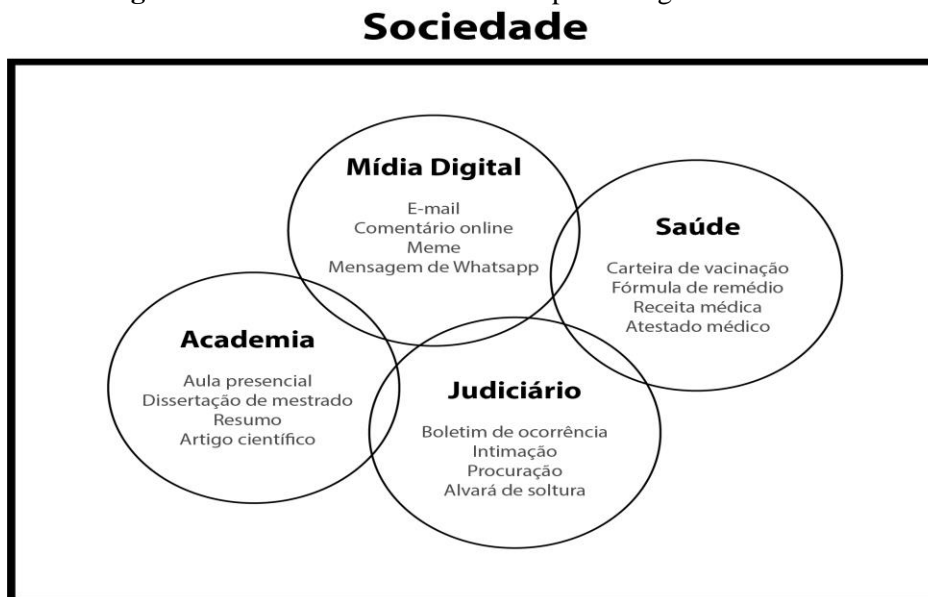 Sociedade
Mídia Digital
E-mail
Comentário online
Meme
Mensagem de Whatsapp
Saúde
Carteira de vacinação
Fórmula de remédio
Receita médica
Atestado médico
Academia
Aula presencial
Dissertação de mestrado
Resumo
Artigo científico
Judiciário
Boletim de ocorrência
Intimação
Procuração
Alvará de soltura